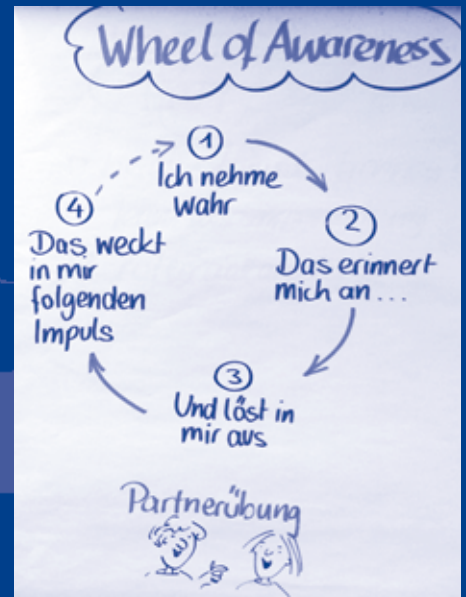 Wheel of Awareness
1
Ich nehme
wahr
2
Das erinnert
mich an ...
3
Und löst in
mir aus
4
Das weckt
in mir
folgenden
Impuls
Partnerübung